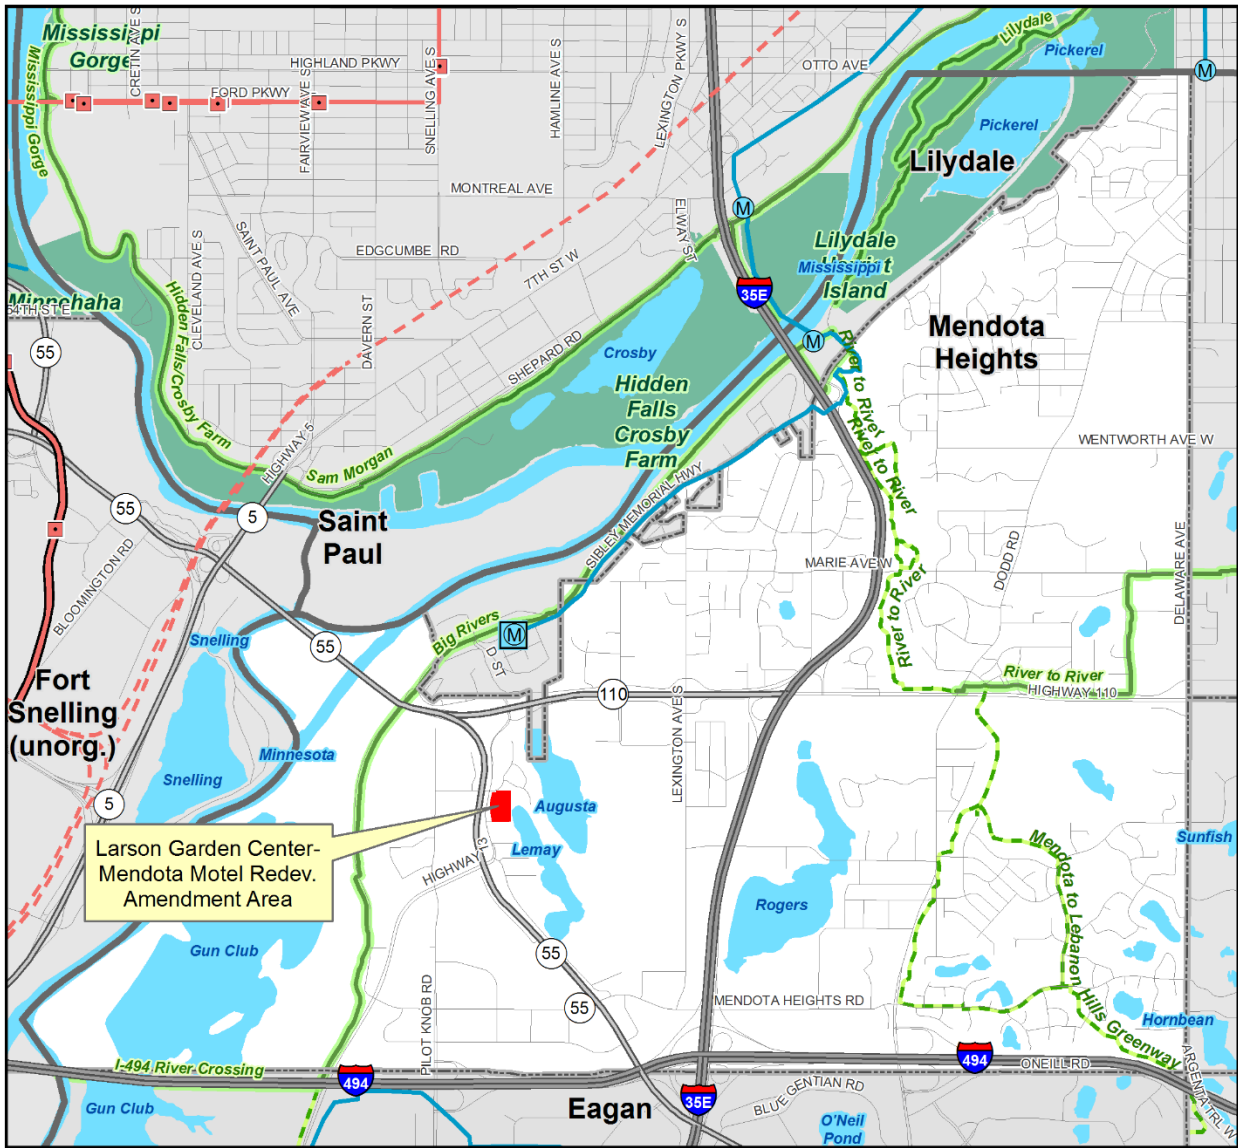 Mississippi
Gorge
CRETIN AVE S
HIGHLAND PKWY
FORD PKWY
FAIRVIEW AVE S
SNELLING AVE S
HAMLINE AVE S
LEXINGTON PKWY S
OTTO AVE
Lilydale
Pickerel
M
Mississippi Gorge
Pickerel
Lilydale
MONTREAL AVE
M
ELWAY ST
EDGCUMBE RD
SAINT PAUL AVE
CLEVELAND AVE S
7TH ST W
Lilydale
Harriet
Island
Mississippi
35E
Minnehaha
54TH ST E
Hidden Falls/Crosby Farm
DAVERN ST
SHEPARD RD
Crosby
M
Mendota
Heights
55
Hidden
Falls
Crosby
Farm
River to River
River to River
WENTWORTH AVE W
HIGHWAY 5
Sam Morgan
SIBLEY MEMORIAL HWY
55
5
Saint
Paul
BLOOMINGTON RD
MARIE AVE W
DODD RD
DELAWARE AVE
River to River
Snelling
55
Big Rivers
M
D ST
River to River
HIGHWAY 110
110
Fort
Snelling
(unorg.)
LEXINGTON AVE S
Minnesota
Snelling
5
Augusta
Lemay
Larson Garden Center-
Mendota Motel Redev.
Amendment Area
HIGHWAY 13
Sunfish
Mendota to Lebanon Hills Greenway
Rogers
Gun Club
55
55
PILOT KNOB RD
MENDOTA HEIGHTS RD
Hornbean
I-494 River Crossing
494
494
ONEILL RD
ARGENTA TRL W
Gun Club
Eagan
35E
BLUE GENTIAN RD
O'Neil
Pond